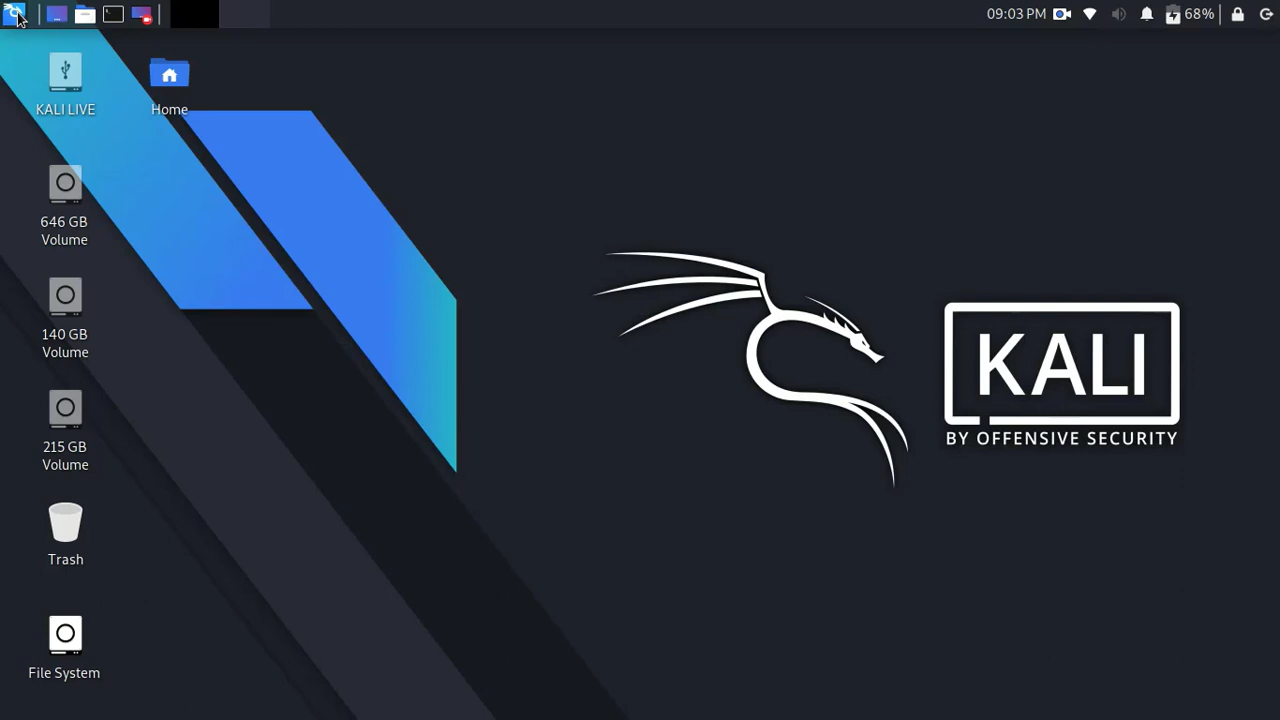 09:03 PM
68%
KALI LIVE
Home
646 GB
Volume
140 GB
Volume
215 GB
Volume
Trash
File System
KALI
BY OFFENSIVE SECURITY